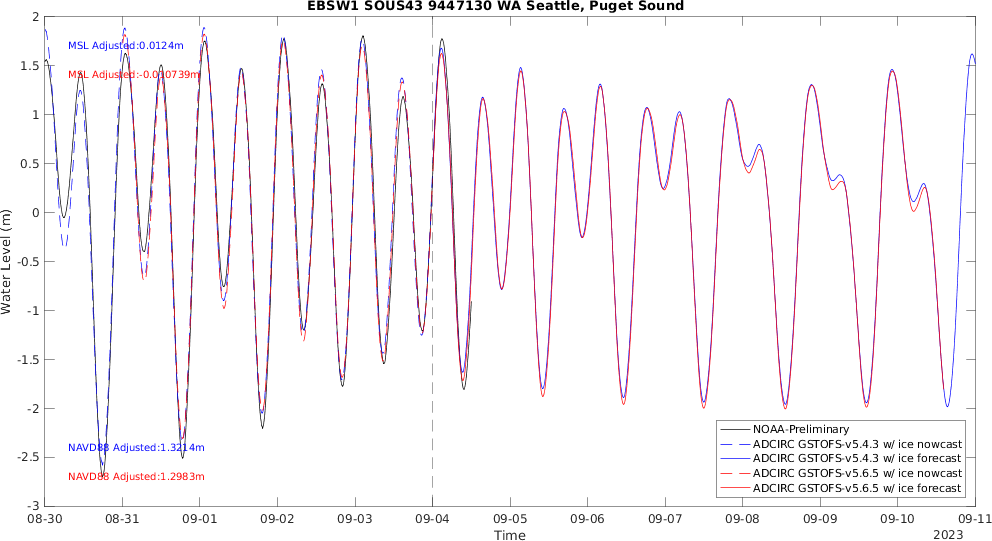 EBSW1 SOUS43 9447130 WA Seattle, Puget Sound
2
1.5
1
0.5
0
-0.5
-1
-1.5
-2
-2.5
-3
Water Level (m)
MSL Adjusted:0.0124m
MSL Adjusted:-0.030739m
NAVD88 Adjusted:1.3214m
NAVD88 Adjusted:1.2983m
NOAA-Preliminary
ADCIRC GSTOFS-v5.4.3 w/ ice nowcast
ADCIRC GSTOFS-v5.4.3 w/ ice forecast
ADCIRC GSTOFS-v5.6.5 w/ ice nowcast
ADCIRC GSTOFS-v5.6.5 w/ ice forecast
08-30 08-31 09-01 09-02 09-03 09-04 09-05 09-06 09-07 09-08 09-09 09-10 09-11
Time
2023